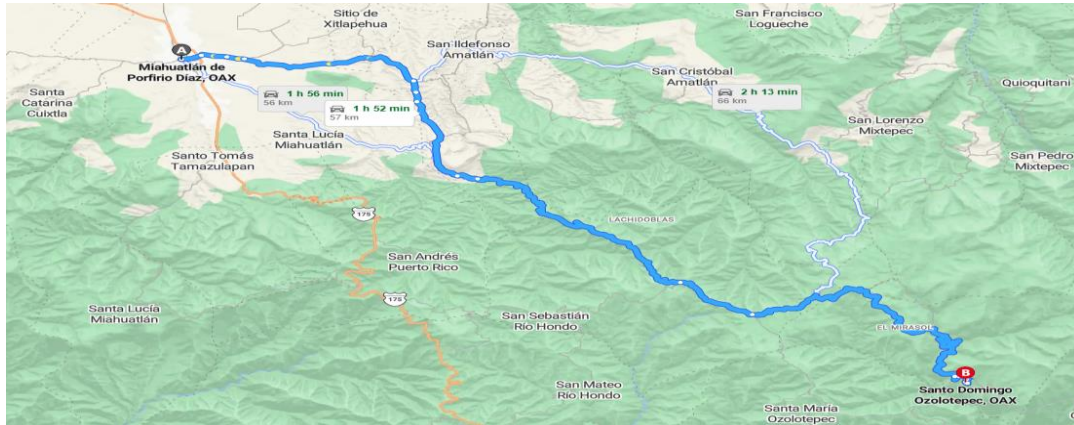 Sitio de
Xitlapehua
San Francisco
Logueche
A
San Ildefonso
Amatlán
Miahuatlán de
Porfirio Díaz, OAX
San Cristóbal
Amatlán
Quioquitani
Santa
Catarina
Cuixtla
1 h 56 min
56 km
1 h 52 min
57 km
2 h 13 min
66 km
San Lorenzo
Mixtepec
Santa Lucía
Miahuatlán
Santo Tomás
Tamazulapan
San Pedro
Mixtepec
175
LACHIDOBLAS
San Andrés
Puerto Rico
175
Santa Lucía
Miahuatlán
San Sebastián
Río Hondo
EL MIRASOL
B
San Mateo
Río Hondo
Santo Domingo
Ozolotepec, OAX
Santa María
Ozolotepec